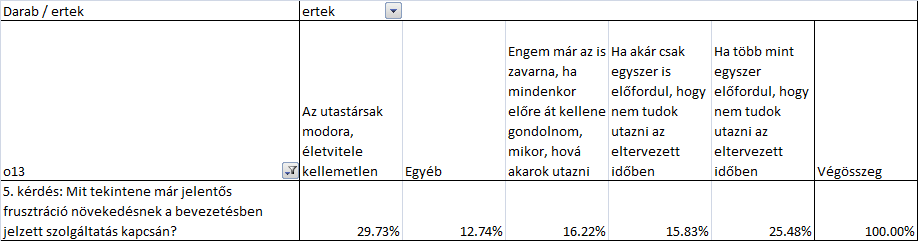 Darab / ertek
ertek
o13
Az utastársak
modora,
életvitele
kellemetlen
Egyéb
Engem már az is
zavarna, ha
mindenkor
előre át kellene
gondolnom,
mikor, hová
akarok utazni
Ha akár csak
egyszer is
előfordul, hogy
nem tudok
utazni az
eltervezett
időben
Ha több mint
egyszer
előfordul, hogy
nem tudok
utazni az
eltervezett
időben
Végösszeg
5. kérdés: Mit tekintene már jelentős
frusztráció növekedésnek a bevezetésben
jelzett szolgáltatás kapcsán?
29.73%
12.74%
16.22%
15.83%
25.48%
100.00%